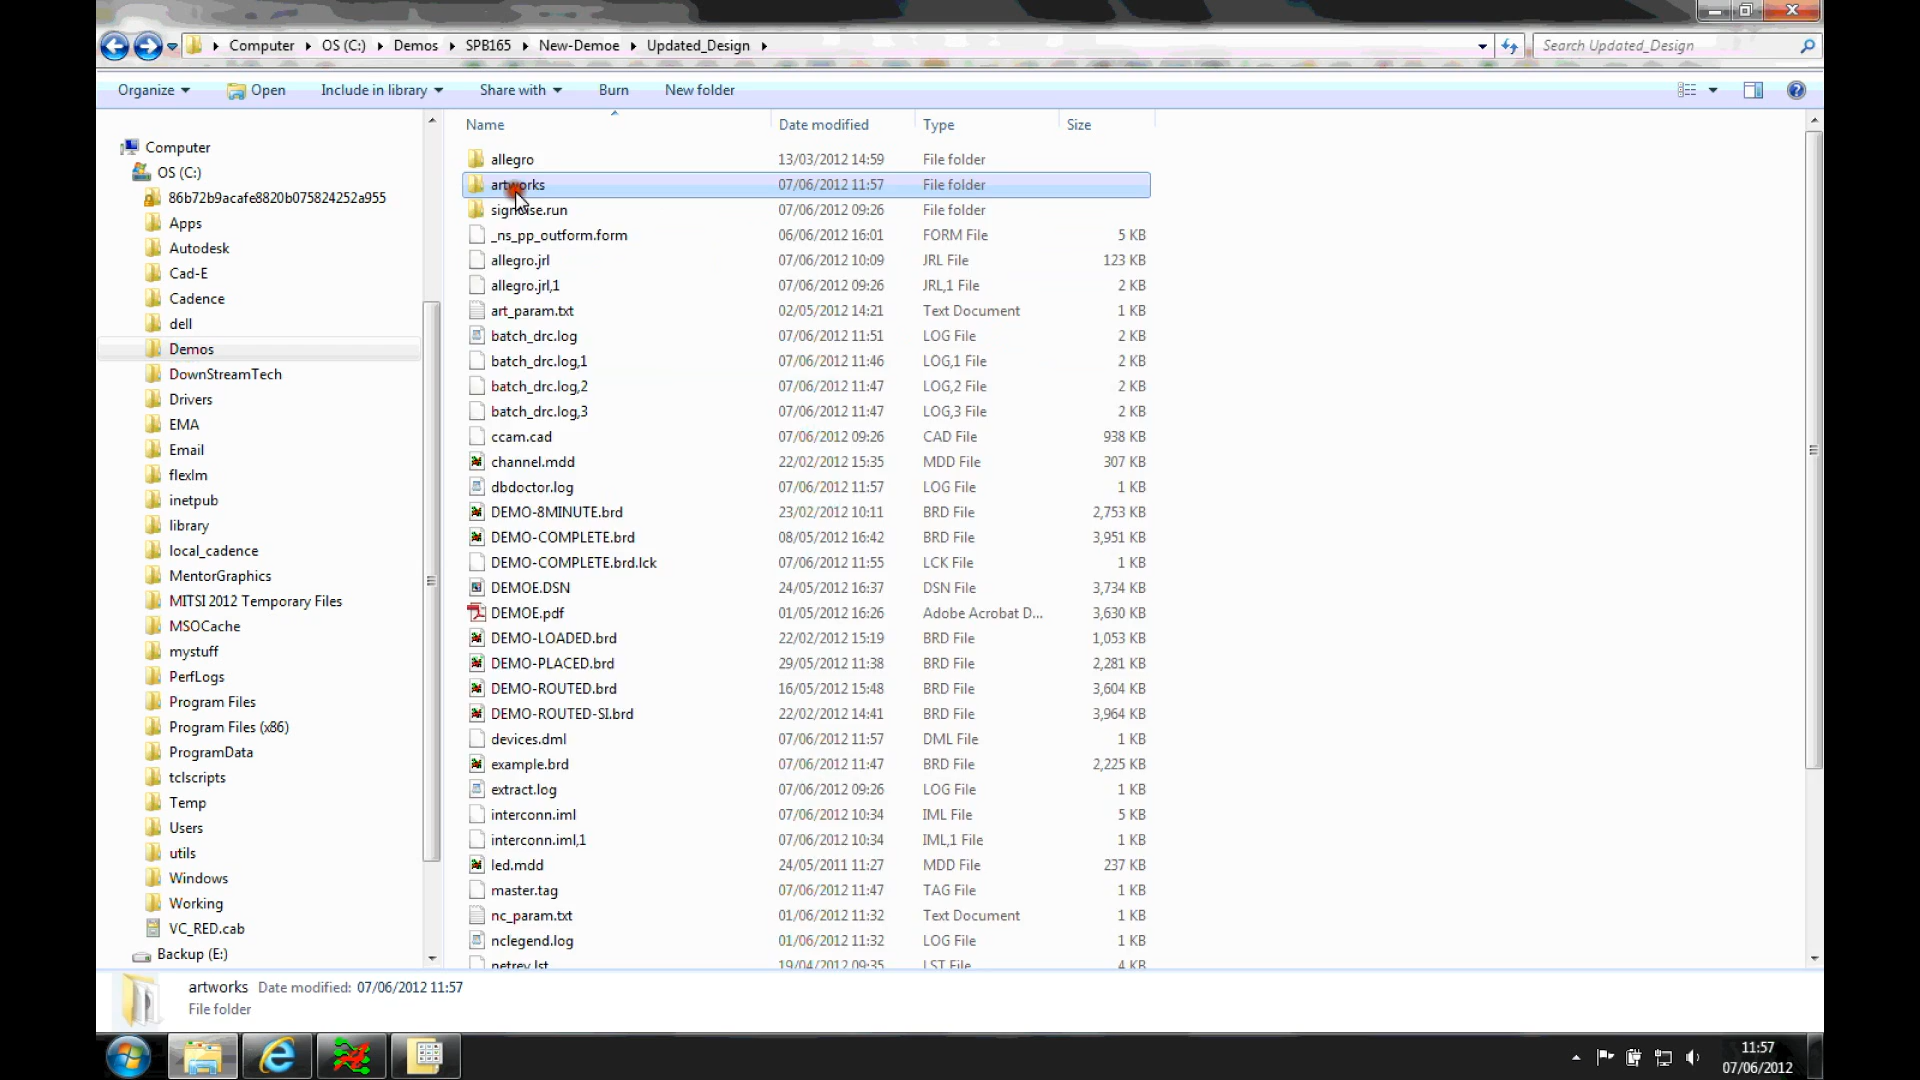 Computer OS (C:) Demos SPB165 New-Demoe Updated_Design
Search Updated_Design
Organize Open Include in library Share with Burn New folder
Name Date modified Type Size
Computer
OS (C:)
86b72b9acafe8820b075824252a955
Apps
Autodesk
Cad-E
Cadence
dell
Demos
DownStreamTech
Drivers
EMA
Email
flexlm
inetpub
library
local_cadence
MentorGraphics
MITSI 2012 Temporary Files
MSOCache
mystuff
PerfLogs
Program Files
Program Files (x86)
ProgramData
tclscripts
Temp
Users
utils
Windows
Working
VC_RED.cab
Backup (E:)
allegro 13/03/2012 14:59 File folder
artworks 07/06/2012 11:57 File folder
signoise.run 07/06/2012 09:26 File folder
_ns_pp_outform.form 06/06/2012 16:01 FORM File 5 KB
allegro.jrl 07/06/2012 10:09 JRL File 123 KB
allegro.jrl,1 07/06/2012 09:26 JRL,1 File 2 KB
art_param.txt 02/05/2012 14:21 Text Document 1 KB
batch_drc.log 07/06/2012 11:51 LOG File 2 KB
batch_drc.log,1 07/06/2012 11:46 LOG,1 File 2 KB
batch_drc.log,2 07/06/2012 11:47 LOG,2 File 2 KB
batch_drc.log,3 07/06/2012 11:47 LOG,3 File 2 KB
ccam.cad 07/06/2012 09:26 CAD File 938 KB
channel.mdd 22/02/2012 15:35 MDD File 307 KB
dbdoctor.log 07/06/2012 11:57 LOG File 1 KB
DEMO-8MINUTE.brd 23/02/2012 10:11 BRD File 2,753 KB
DEMO-COMPLETE.brd 08/05/2012 16:42 BRD File 3,951 KB
DEMO-COMPLETE.brd.lck 07/06/2012 11:55 LCK File 1 KB
DEMOE.DSN 24/05/2012 16:37 DSN File 3,734 KB
DEMOE.pdf 01/05/2012 16:26 Adobe Acrobat D... 3,630 KB
DEMO-LOADED.brd 22/02/2012 15:19 BRD File 1,053 KB
DEMO-PLACED.brd 29/05/2012 11:38 BRD File 2,281 KB
DEMO-ROUTED.brd 16/05/2012 15:48 BRD File 3,604 KB
DEMO-ROUTED-SI.brd 22/02/2012 14:41 BRD File 3,964 KB
devices.dml 07/06/2012 11:57 DML File 1 KB
example.brd 07/06/2012 11:47 BRD File 2,225 KB
extract.log 07/06/2012 09:26 LOG File 1 KB
interconn.iml 07/06/2012 10:34 IML File 5 KB
interconn.iml,1 07/06/2012 10:34 IML,1 File 1 KB
led.mdd 24/05/2011 11:27 MDD File 237 KB
master.tag 07/06/2012 11:47 TAG File 1 KB
nc_param.txt 01/06/2012 11:32 Text Document 1 KB
nclegend.log 01/06/2012 11:32 LOG File 1 KB
netrev.lst 19/04/2012 09:35 LST File 4 KB
artworks Date modified: 07/06/2012 11:57
File folder
11:57
07/06/2012